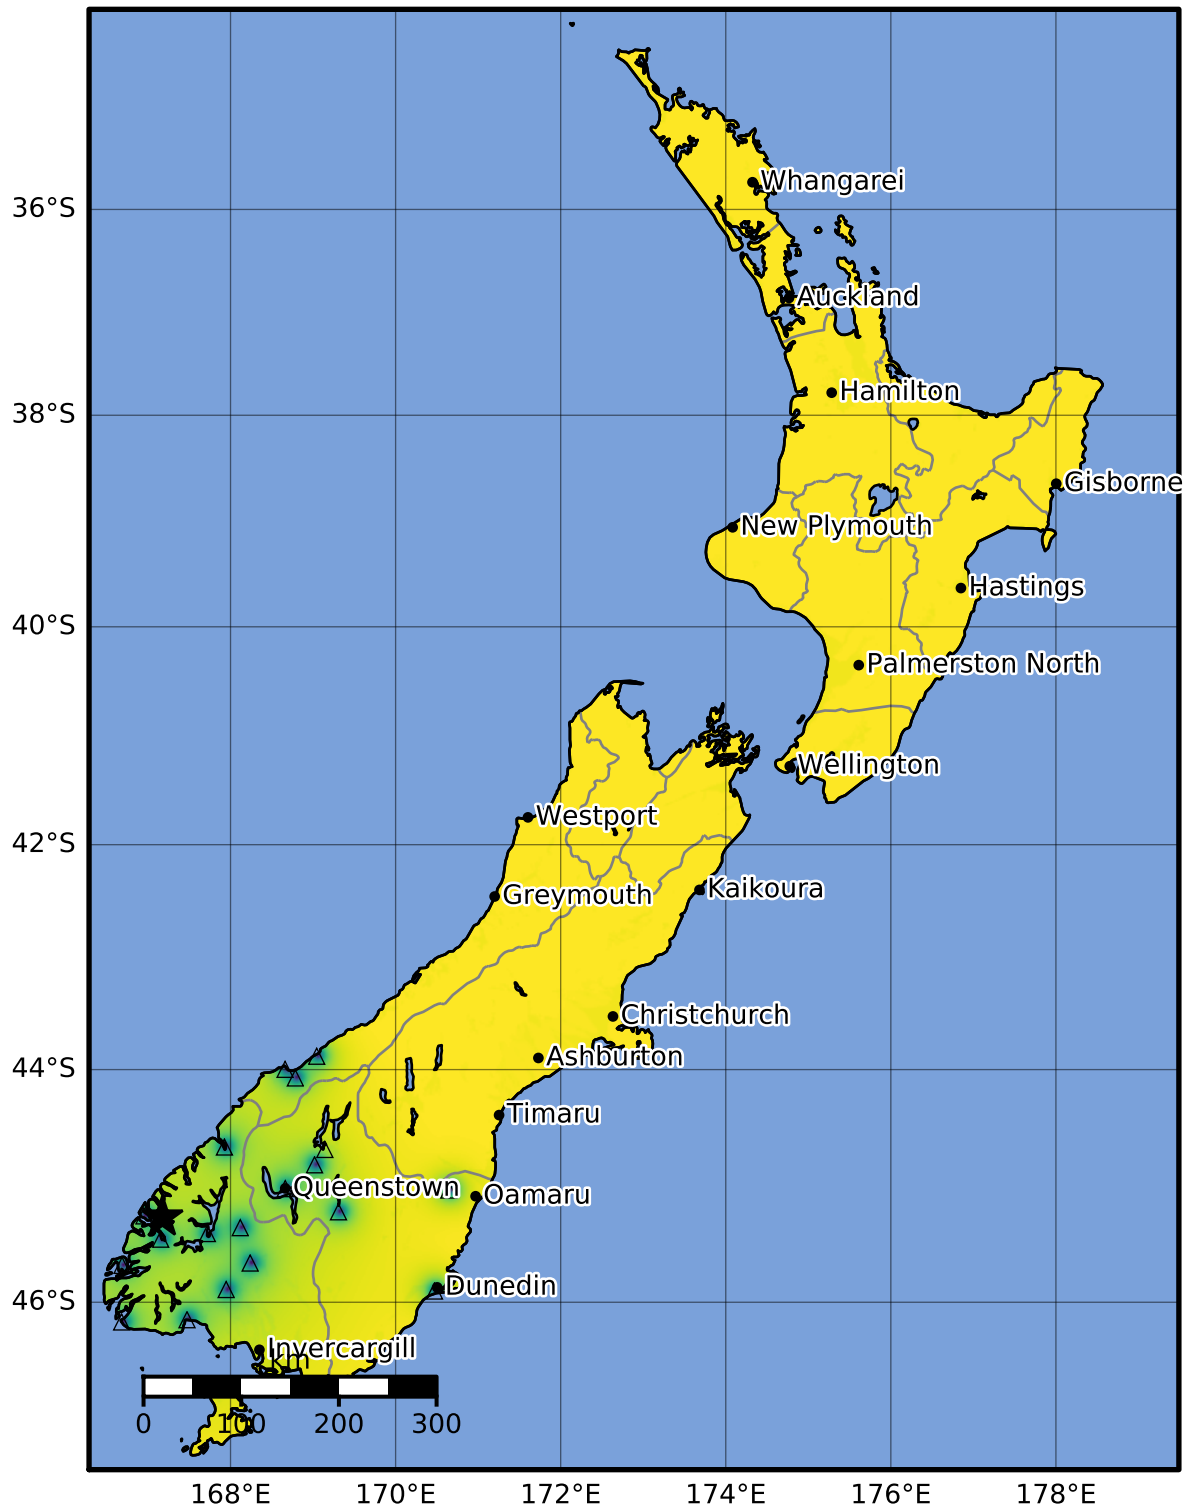 Whangarei
36°S
Auckland
Hamilton
38°S
Gisborne
New Plymouth
Hastings
40°S
Palmerston North
Wellington
Westport
42°S
Kaikoura
Greymouth
Christchurch
Ashburton
44°S
Timaru
Queenstown
Oamaru
Dunedin
46°S
Invercargill
km
0 100 200 300
168°E 170°E 172°E 174°E 176°E 178°E